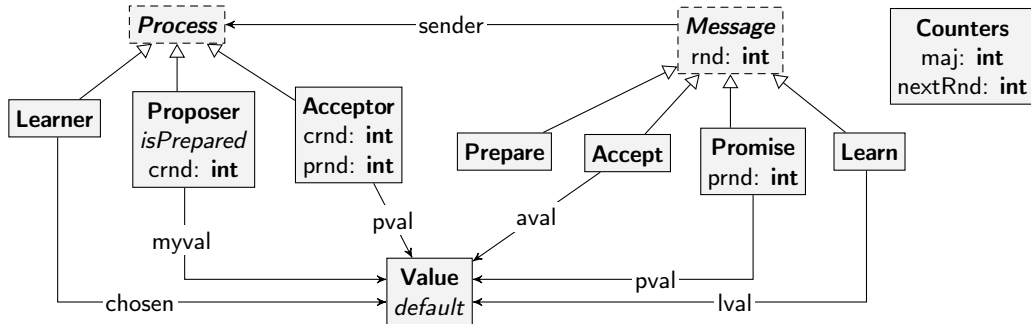 Process
sender
Message
rnd: int
Counters
maj: int
nextRnd: int
Learner
Proposer
isPrepared
crnd: int
Acceptor
crnd: int
prnd: int
Prepare
Accept
Promise
prnd: int
Learn
myval
pval
aval
Value
default
chosen
pval
lval